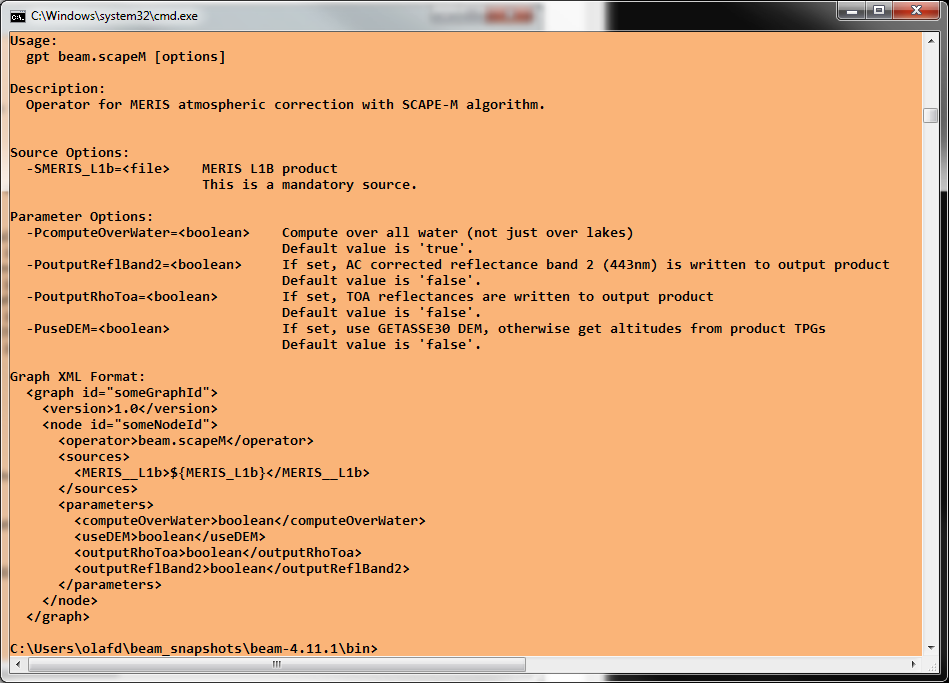 C:\Windows\system32\cmd.exe
Usage:
  gpt beam.scapeM [options]

Description:
  Operator for MERIS atmospheric correction with SCAPE-M algorithm.


Source Options:
  -SMERIS_L1b=<file>    MERIS L1B product
                        This is a mandatory source.

Parameter Options:
  -PcomputeOverWater=<boolean>    Compute over all water (not just over lakes)
                                  Default value is 'true'.
  -PoutputReflBand2=<boolean>     If set, AC corrected reflectance band 2 (443nm) is written to output product
                                  Default value is 'false'.
  -PoutputRhoToa=<boolean>        If set, TOA reflectances are written to output product
                                  Default value is 'false'.
  -PuseDEM=<boolean>              If set, use GETASSE30 DEM, otherwise get altitudes from product TPGs
                                  Default value is 'false'.

Graph XML Format:
  <graph id="someGraphId">
    <version>1.0</version>
    <node id="someNodeId">
      <operator>beam.scapeM</operator>
      <sources>
        <MERIS__L1b>${MERIS_L1b}</MERIS__L1b>
      </sources>
      <parameters>
        <computeOverWater>boolean</computeOverWater>
        <useDEM>boolean</useDEM>
        <outputRhoToa>boolean</outputRhoToa>
        <outputReflBand2>boolean</outputReflBand2>
      </parameters>
    </node>
  </graph>

C:\Users\olafd\beam_snapshots\beam-4.11.1\bin>